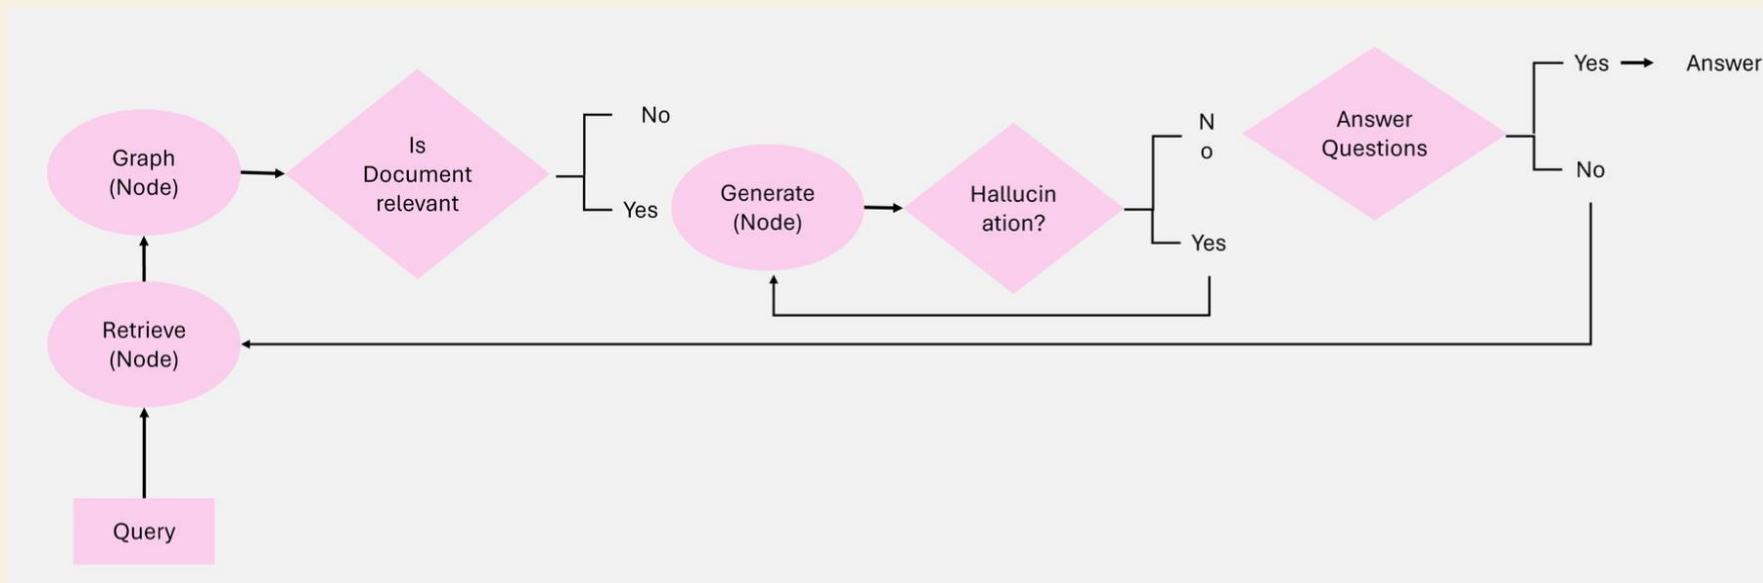 Graph
(Node)
Is
Document
relevant
No
Yes
Generate
(Node)
Hallucin
ation?
N
o
Yes
Answer
Questions
Yes
Answer
No
Retrieve
(Node)
Query